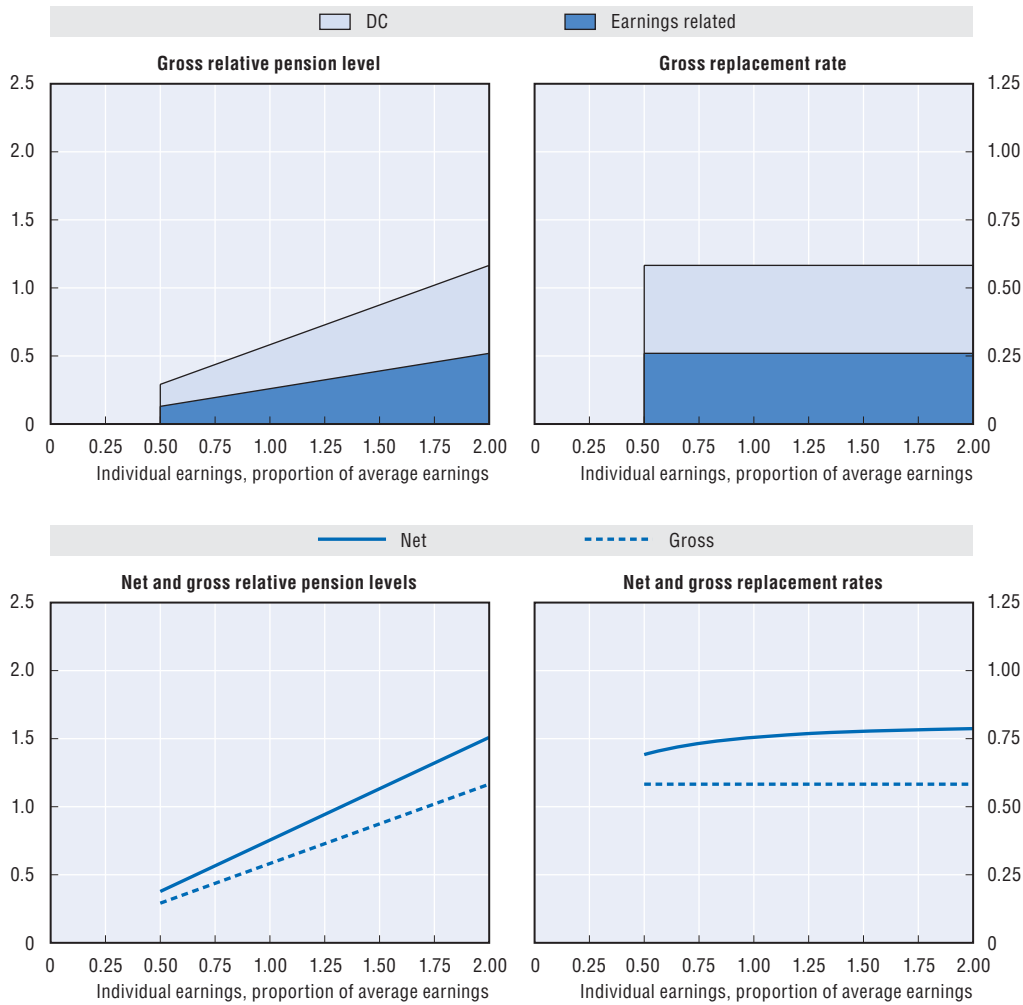 DC Earnings related
Gross relative pension level
Gross replacement rate
2.5
2.0
1.5
1.0
0.5
0
1.25
1.00
0.75
0.50
0.25
0
0 0.25 0.50 0.75 1.00 1.25 1.50 1.75 2.00
0 0.25 0.50 0.75 1.00 1.25 1.50 1.75 2.00
Individual earnings, proportion of average earnings
Individual earnings, proportion of average earnings
Net Gross
Net and gross relative pension levels
Net and gross replacement rates
2.5
2.0
1.5
1.0
0.5
0
1.25
1.00
0.75
0.50
0.25
0
0 0.25 0.50 0.75 1.00 1.25 1.50 1.75 2.00
0 0.25 0.50 0.75 1.00 1.25 1.50 1.75 2.00
Individual earnings, proportion of average earnings
Individual earnings, proportion of average earnings